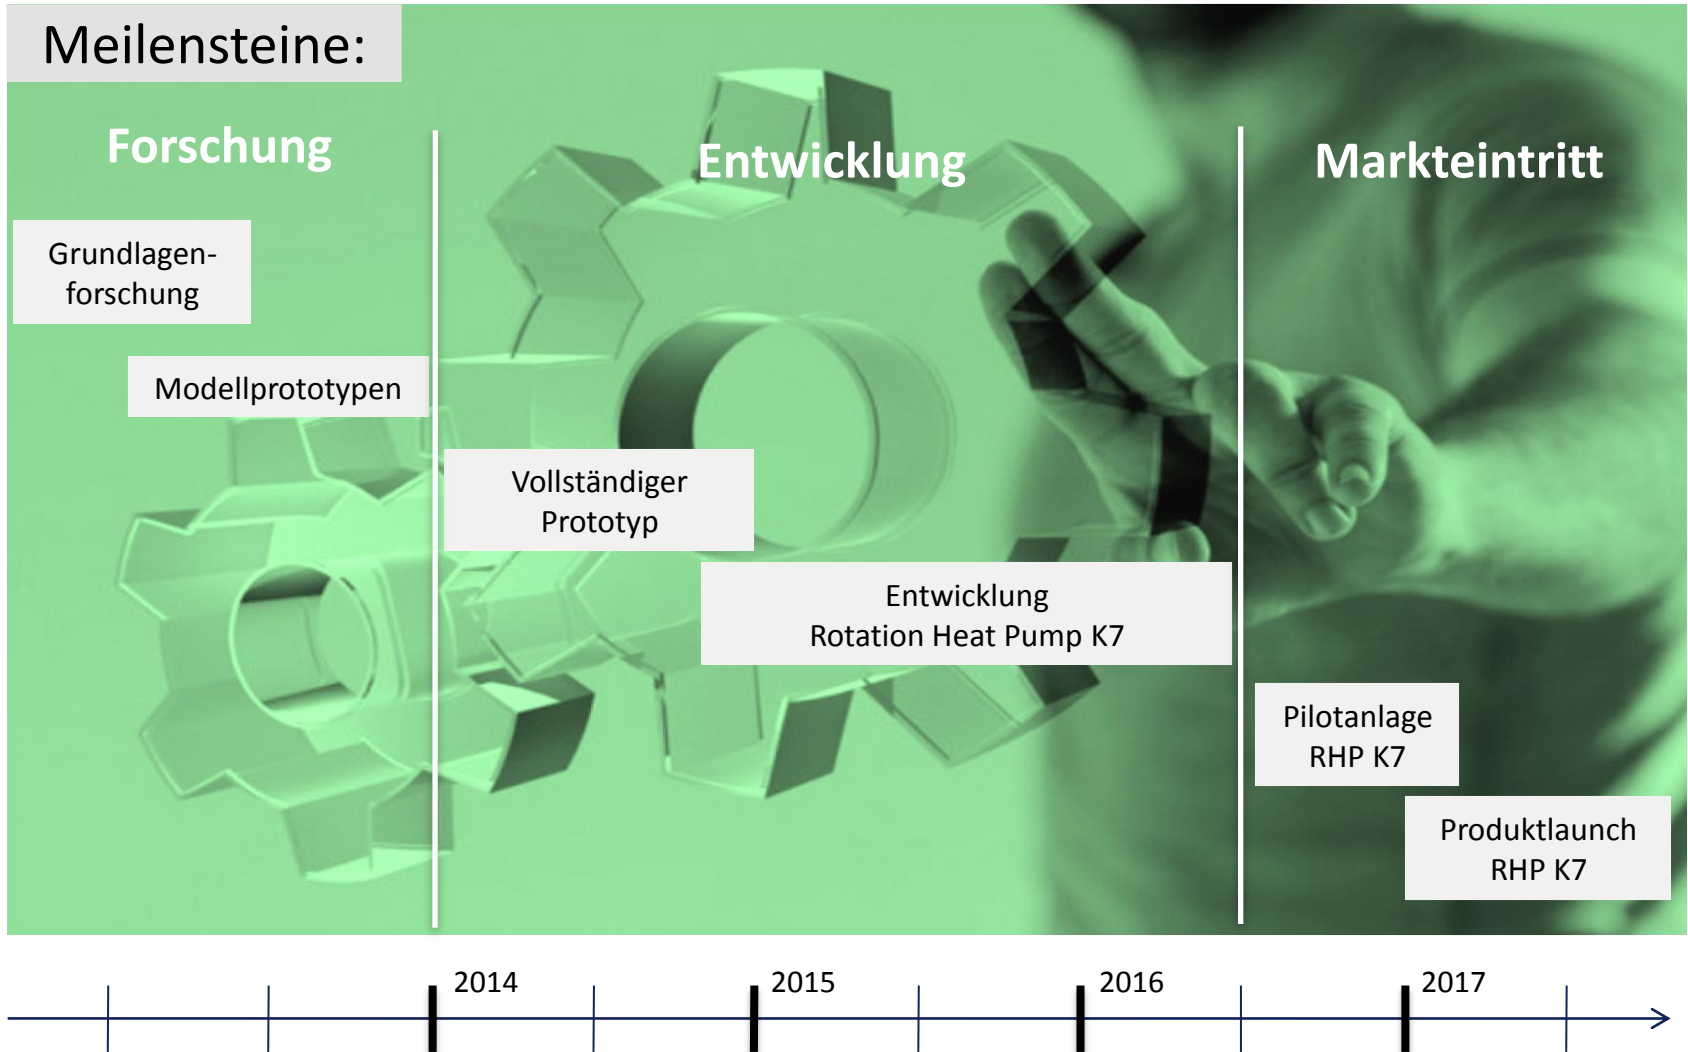 Meilensteine:
Forschung
Entwicklung
Markteintritt
Grundlagen-
forschung
Modellprototypen
Vollständiger
Prototyp
Entwicklung
Rotation Heat Pump K7
Pilotanlage
RHP K7
Produktlaunch
RHP K7
2014
2015
2016
2017